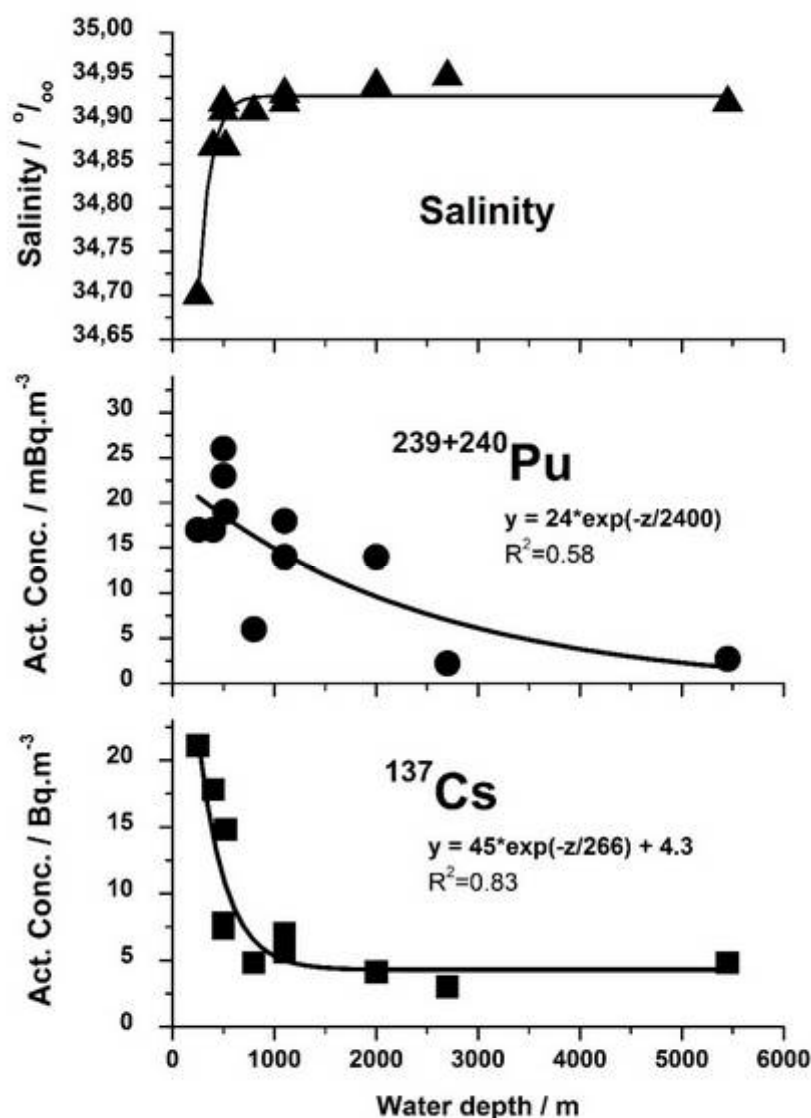 35,00
34,95
34,90
34,85
34,80
34,75
34,70
34,65
Salinity / º/ₒₒ
Salinity
30
25
20
15
10
5
0
Act. Conc. / mBq.m⁻³
²³⁹⁺²⁴⁰Pu
y = 24*exp(-z/2400)
R²=0.58
20
15
10
5
0
Act. Conc. / Bq.m⁻³
¹³⁷Cs
y = 45*exp(-z/266) + 4.3
R²=0.83
0 1000 2000 3000 4000 5000 6000
Water depth / m